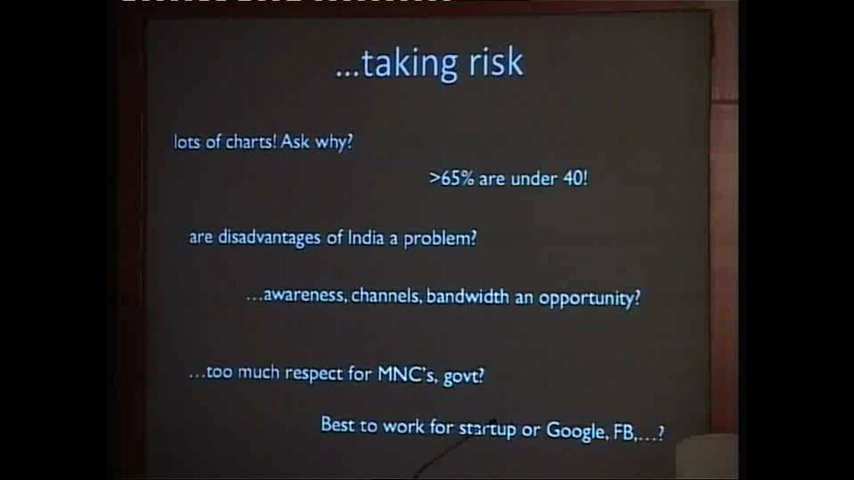 ...taking risk
lots of charts! Ask why?
>65% are under 40!
are disadvantages of India a problem?
...awareness, channels, bandwidth an opportunity?
...too much respect for MNC's, govt?
Best to work for startup or Google, FB,...?